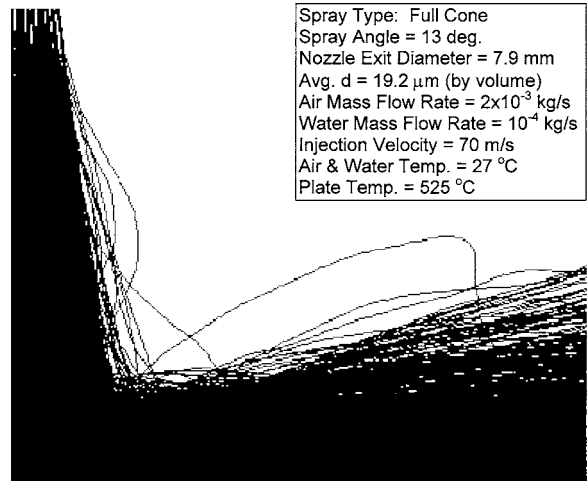 Spray Type:  Full Cone
Spray Angle = 13 deg.
Nozzle Exit Diameter = 7.9 mm
Avg. d = 19.2 μm (by volume)
Air Mass Flow Rate = 2x10⁻³ kg/s
Water Mass Flow Rate = 10⁻⁴ kg/s
Injection Velocity = 70 m/s
Air & Water Temp. = 27 °C
Plate Temp. = 525 °C